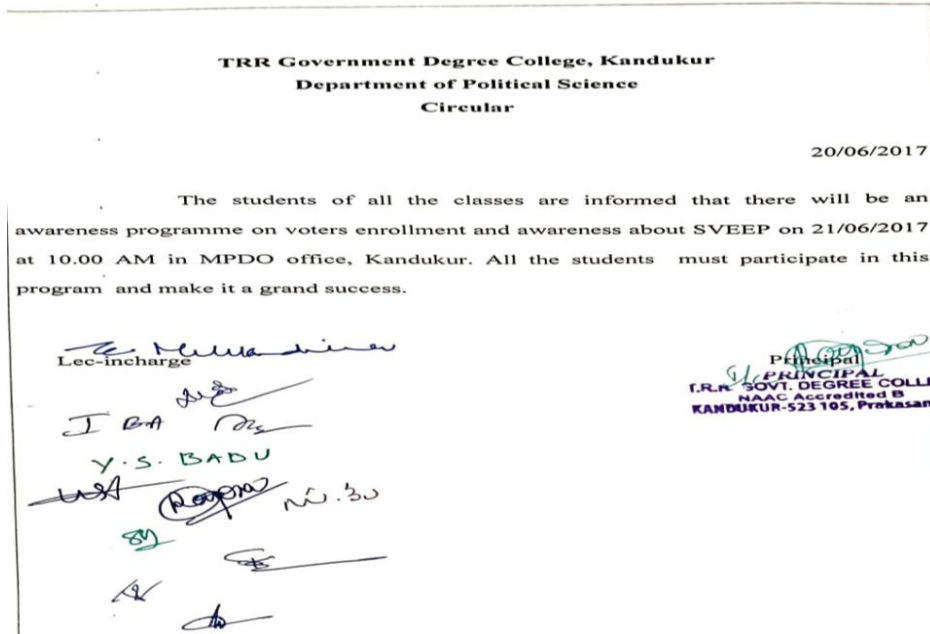 TRR Government Degree College, Kandukur
Department of Political Science
Circular
20/06/2017
The students of all the classes are informed that there will be an
awareness programme on voters enrollment and awareness about SVEEP on 21/06/2017
at 10.00 AM in MPDO office, Kandukur. All the students must participate in this
program and make it a grand success.
Lec-incharge
Principal
I/c PRINCIPAL
T.R.R GOVT. DEGREE COLLE
NAAC Accredited B
KANDUKUR-523 105, Prakasam
I BA
Y.S. BABU